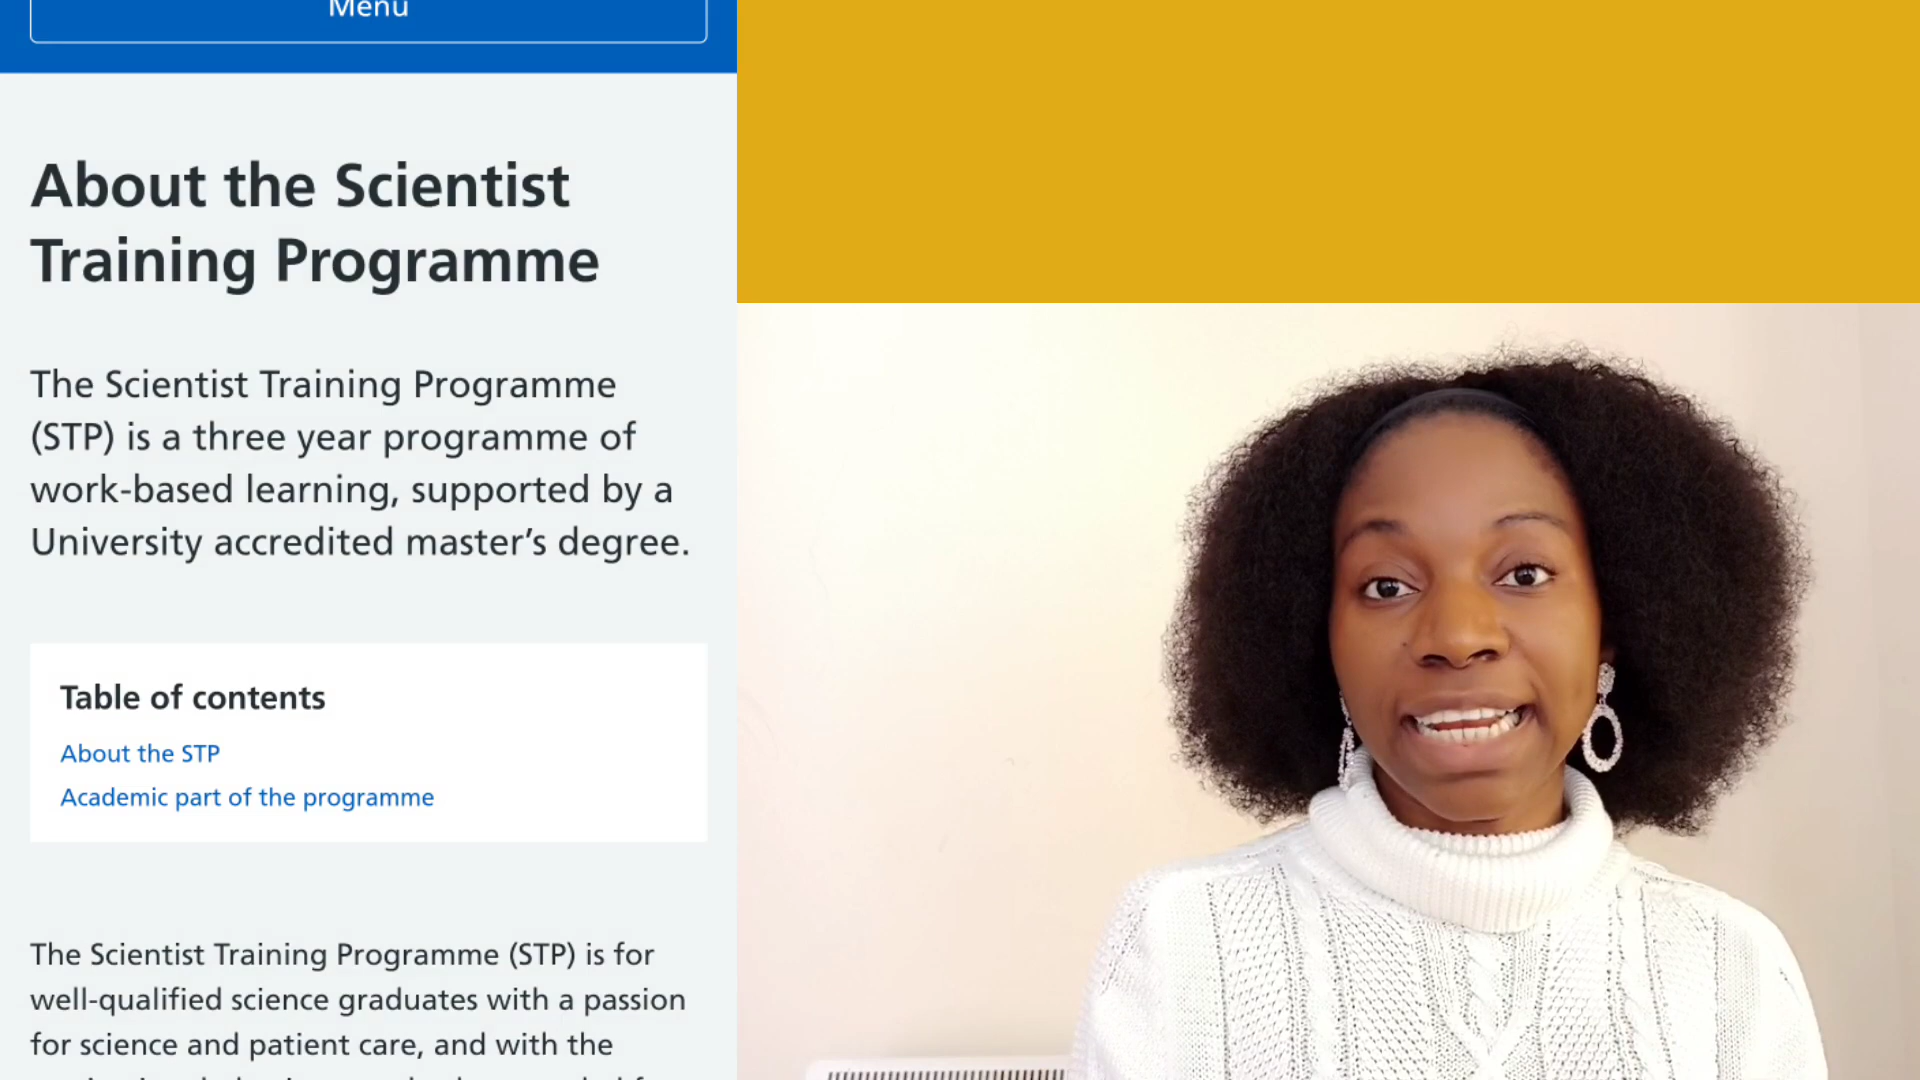 Menu
About the Scientist
Training Programme
The Scientist Training Programme
(STP) is a three year programme of
work-based learning, supported by a
University accredited master’s degree.
Table of contents
About the STP
Academic part of the programme
The Scientist Training Programme (STP) is for
well-qualified science graduates with a passion
for science and patient care, and with the